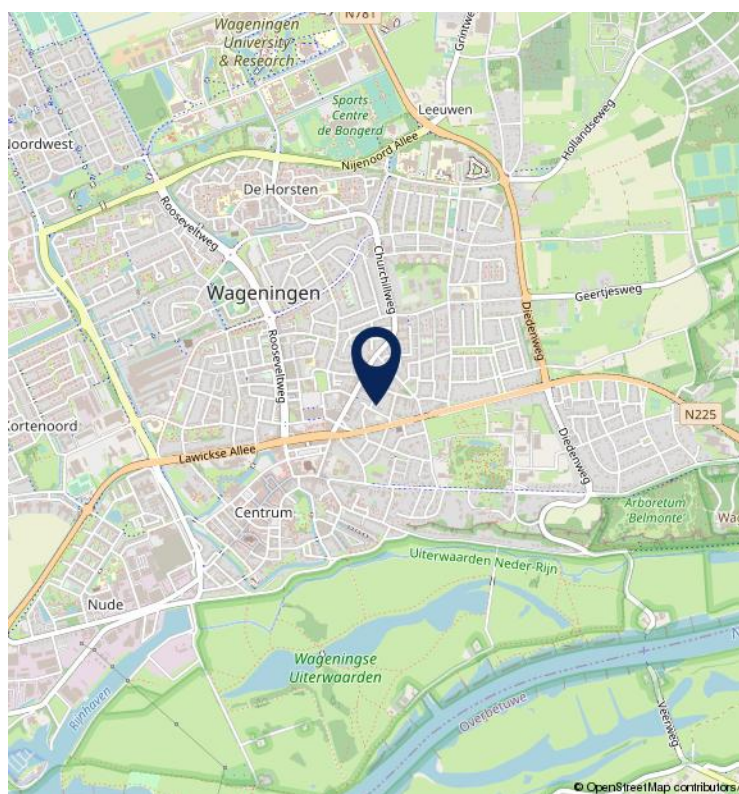 N781
Wageningen
University
& Research
Grintweg
Sports
Centre
de Bongerd
Leeuwen
Hollandseweg
Noordwest
Nijenoord Allee
De Horsten
Rooseveltweg
Churchillweg
Wageningen
Geertjesweg
Diedenweg
Rooseveltweg
Kortenoord
N225
Lawickse Allee
Diedenweg
Centrum
Arboretum
'Belmonte'
Uiterwaarden Neder-Rijn
Nude
Wageningse
Uiterwaarden
Rijnhaven
Overbetuwe
Veerweg
© OpenStreetMap contributors